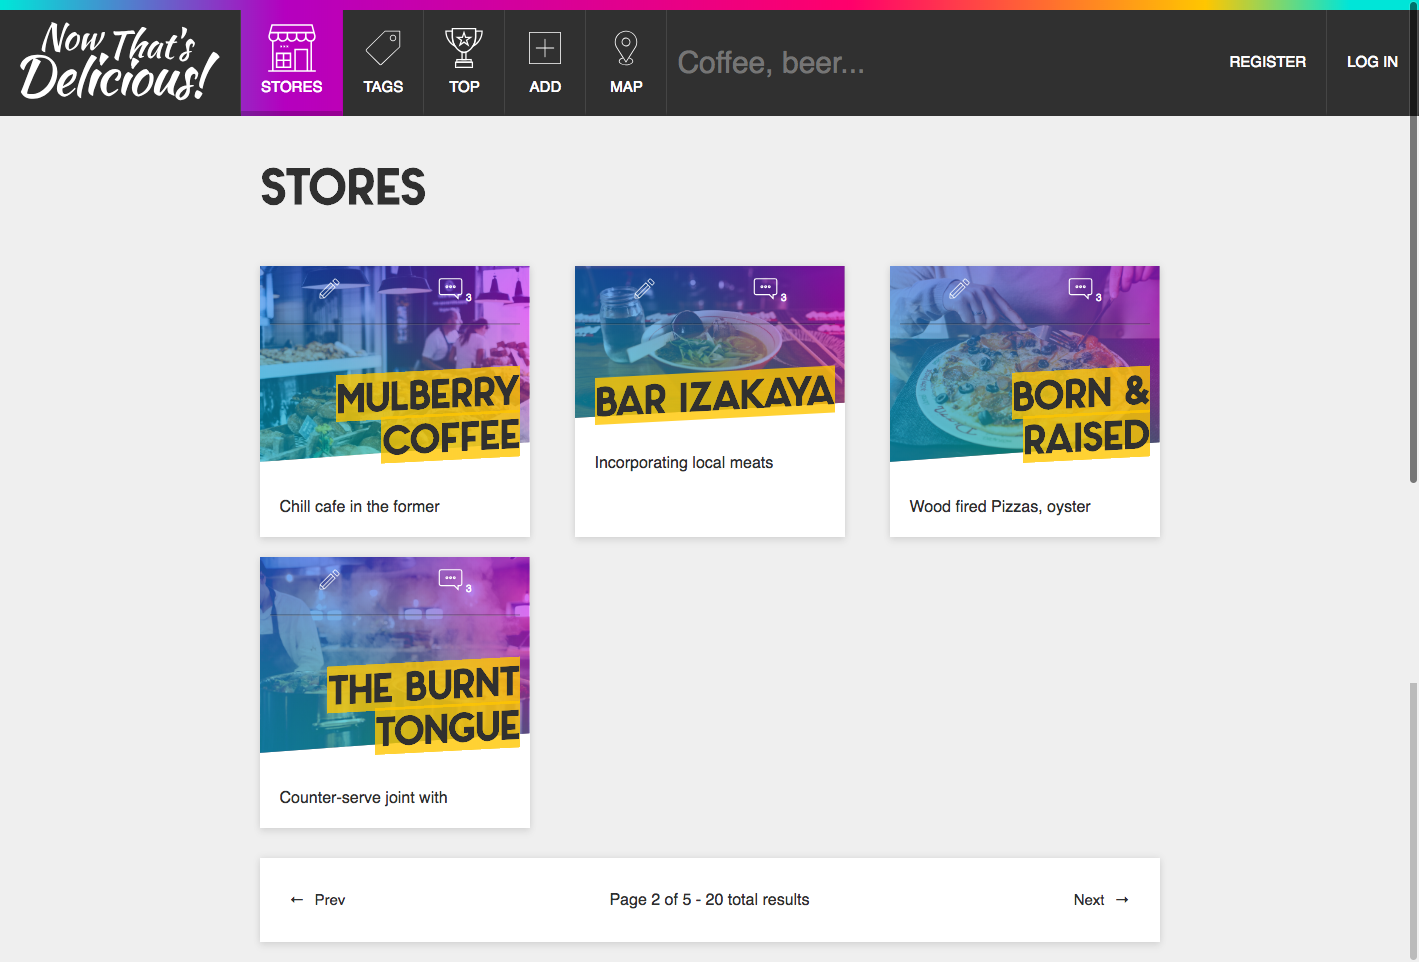 Now That's
Delicious!
STORES
TAGS
TOP
ADD
MAP
Coffee, beer...
REGISTER
LOG IN
STORES
3
MULBERRY
COFFEE
Chill cafe in the former
3
BAR IZAKAYA
Incorporating local meats
3
BORN &
RAISED
Wood fired Pizzas, oyster
3
THE BURNT
TONGUE
Counter-serve joint with
← Prev
Page 2 of 5 - 20 total results
Next →